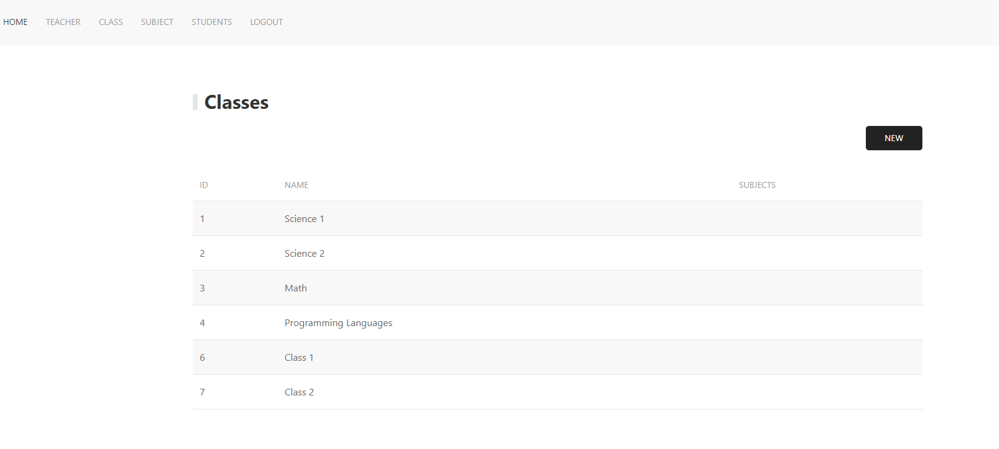 HOME TEACHER CLASS SUBJECT STUDENTS LOGOUT
Classes
NEW
ID NAME SUBJECTS
1 Science 1
2 Science 2
3 Math
4 Programming Languages
6 Class 1
7 Class 2